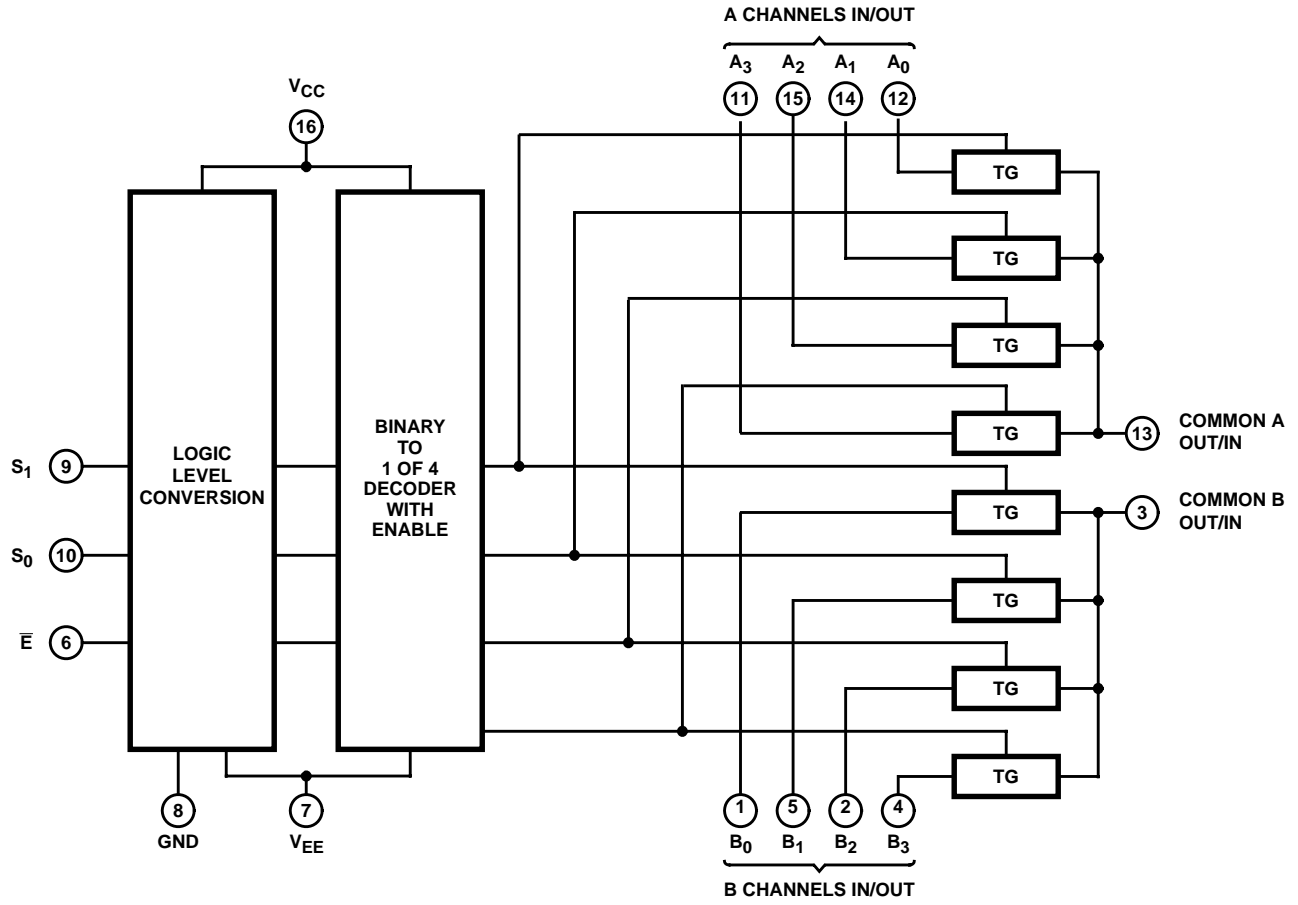 A CHANNELS IN/OUT
A3 A2 A1 A0
11 15 14 12
VCC
16
TG
TG
TG
TG
13 COMMON A
OUT/IN
LOGIC
LEVEL
CONVERSION
BINARY
TO
1 OF 4
DECODER
WITH
ENABLE
S1 9
S0 10
E̅ 6
TG
3 COMMON B
OUT/IN
TG
TG
TG
8
GND
7
VEE
1 5 2 4
B0 B1 B2 B3
B CHANNELS IN/OUT